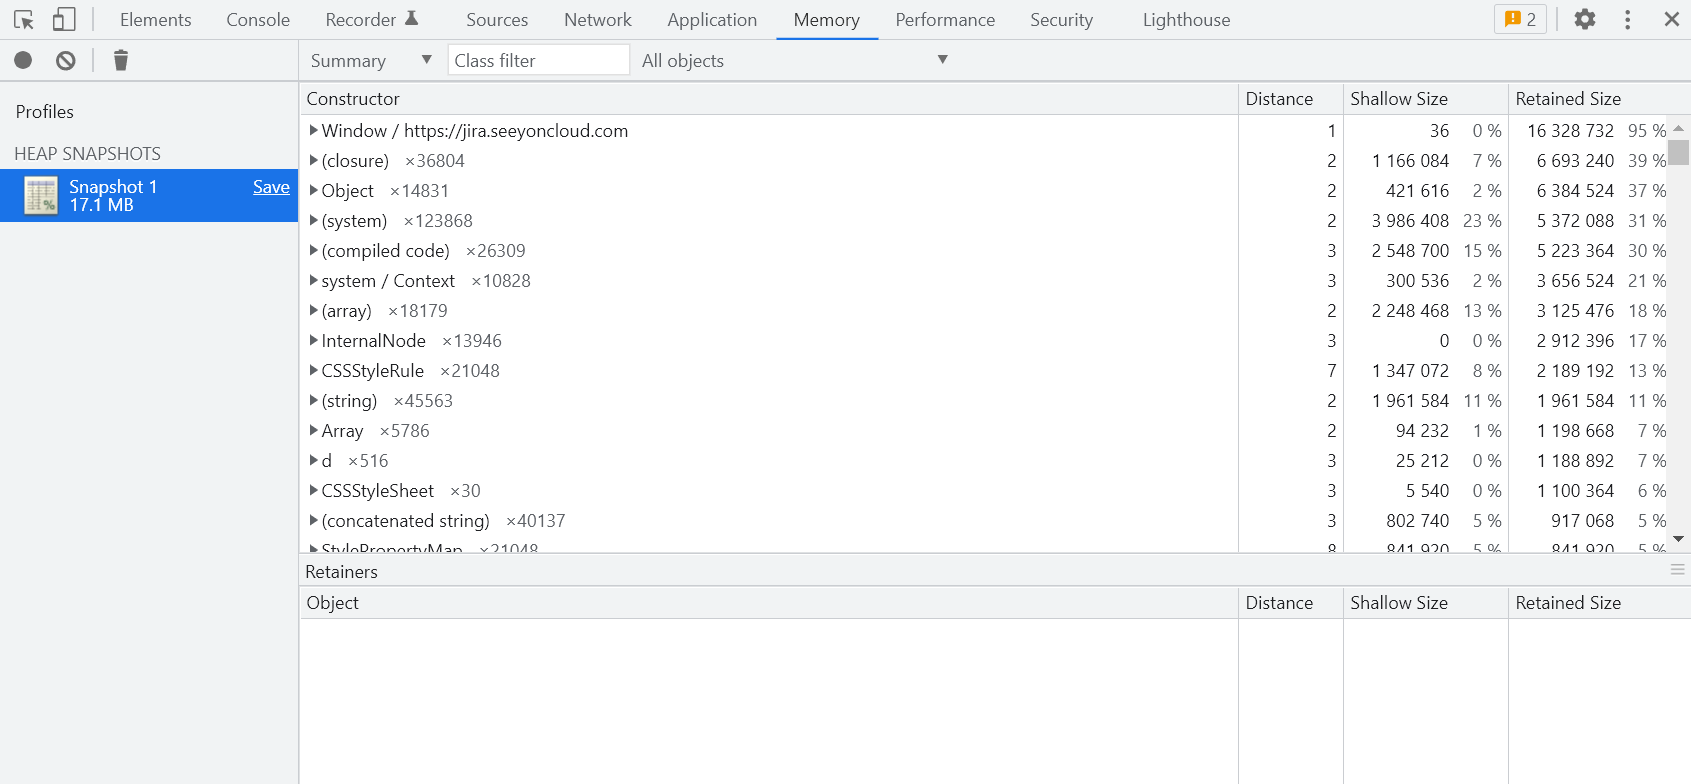 Elements Console Recorder Sources Network Application Memory Performance Security Lighthouse 2
Summary Class filter All objects
Profiles
HEAP SNAPSHOTS
Snapshot 1 Save
17.1 MB
Constructor Distance Shallow Size Retained Size
Window / https://jira.seeyoncloud.com 1 36 0 % 16 328 732 95 %
(closure) ×36804 2 1 166 084 7 % 6 693 240 39 %
Object ×14831 2 421 616 2 % 6 384 524 37 %
(system) ×123868 2 3 986 408 23 % 5 372 088 31 %
(compiled code) ×26309 3 2 548 700 15 % 5 223 364 30 %
system / Context ×10828 3 300 536 2 % 3 656 524 21 %
(array) ×18179 2 2 248 468 13 % 3 125 476 18 %
InternalNode ×13946 3 0 0 % 2 912 396 17 %
CSSStyleRule ×21048 7 1 347 072 8 % 2 189 192 13 %
(string) ×45563 2 1 961 584 11 % 1 961 584 11 %
Array ×5786 2 94 232 1 % 1 198 668 7 %
d ×516 3 25 212 0 % 1 188 892 7 %
CSSStyleSheet ×30 3 5 540 0 % 1 100 364 6 %
(concatenated string) ×40137 3 802 740 5 % 917 068 5 %
StylePropertyMap ×21048 8 841 920 5 % 841 920 5 %
Retainers
Object Distance Shallow Size Retained Size